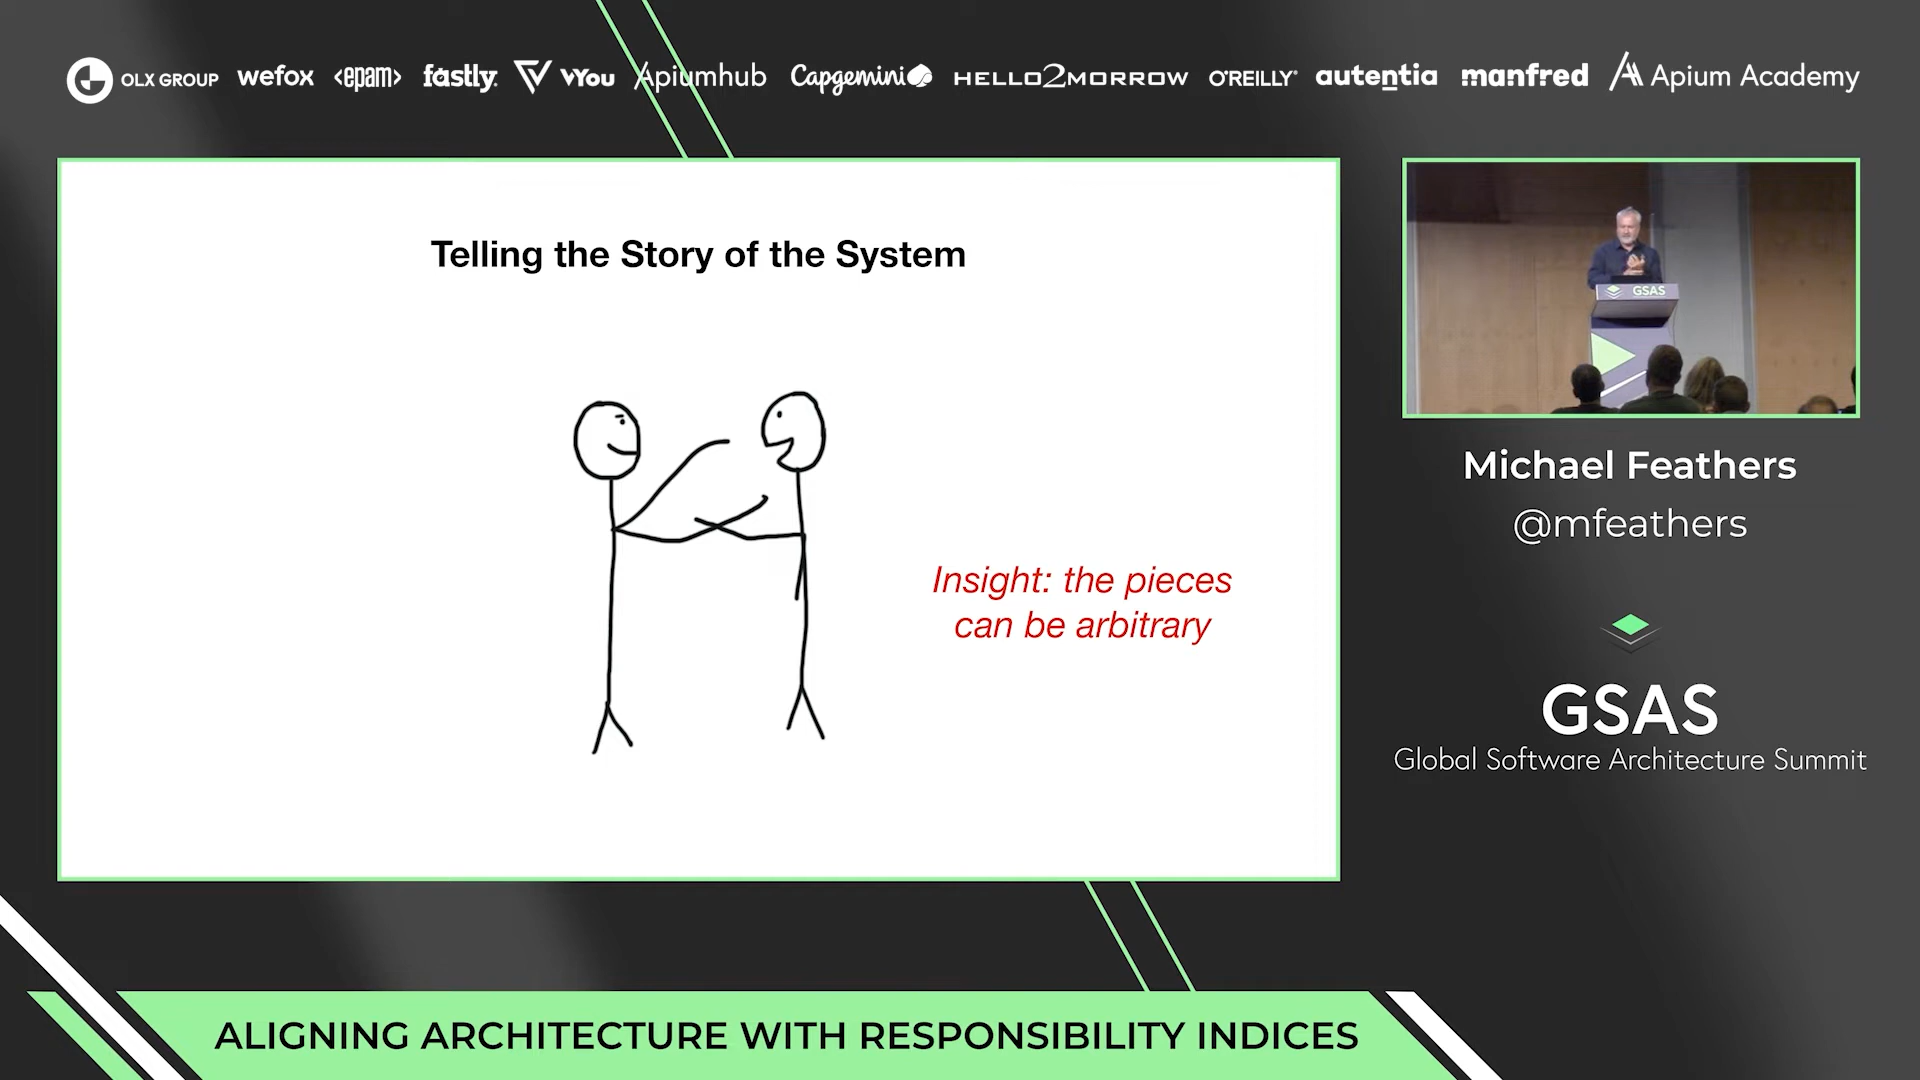 OLX GROUP wefox <epam> fastly. VYou Apiumhub Capgemini HELLO2MORROW O'REILLY® autentia manfred Apium Academy
Telling the Story of the System
Insight: the pieces
can be arbitrary
GSAS
Michael Feathers
@mfeathers
GSAS
Global Software Architecture Summit
ALIGNING ARCHITECTURE WITH RESPONSIBILITY INDICES